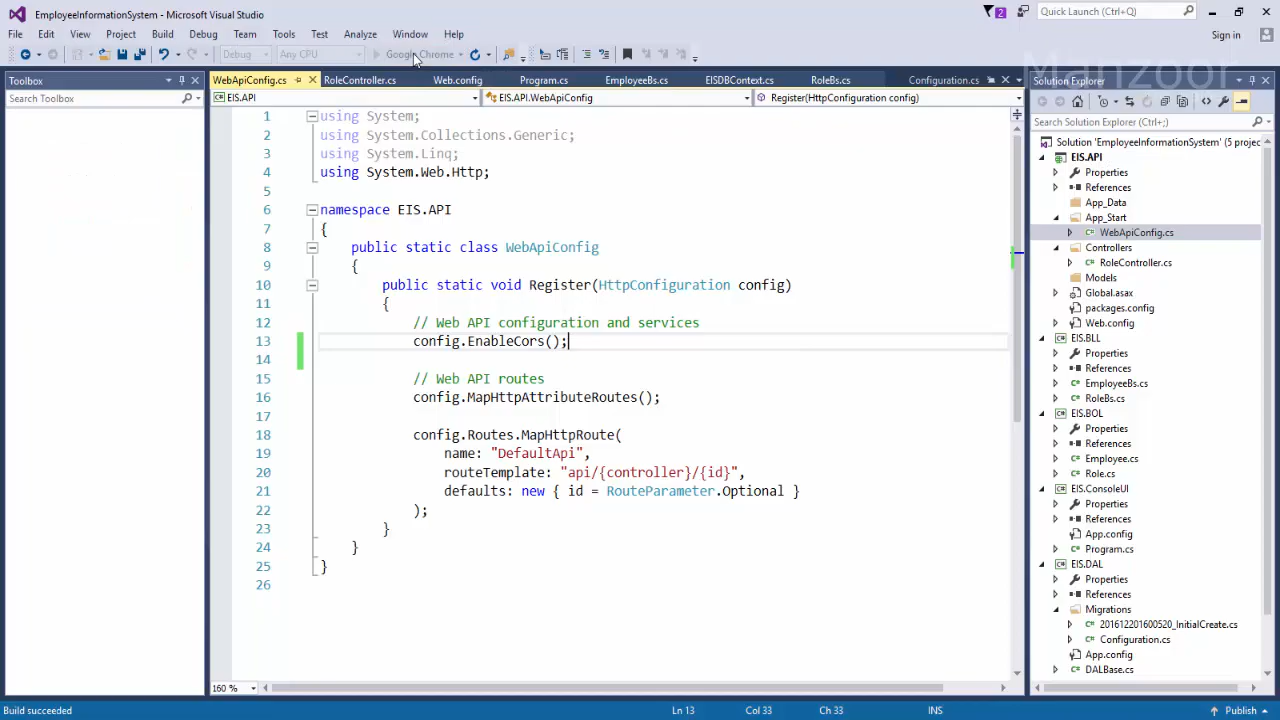 EmployeeInformationSystem - Microsoft Visual Studio
2
Quick Launch (Ctrl+Q)
File Edit View Project Build Debug Team Tools Test Analyze Window Help
Sign in
Debug Any CPU Google Chrome
Manzoor
Toolbox
Search Toolbox
WebApiConfig.cs RoleController.cs Web.config Program.cs EmployeeBs.cs EISDBContext.cs RoleBs.cs Configuration.cs
EIS.API EIS.API.WebApiConfig Register(HttpConfiguration config)
1 using System;
2 using System.Collections.Generic;
3 using System.Linq;
4 using System.Web.Http;
5
6 namespace EIS.API
7 {
8 public static class WebApiConfig
9 {
10 public static void Register(HttpConfiguration config)
11 {
12 // Web API configuration and services
13 config.EnableCors();
14
15 // Web API routes
16 config.MapHttpAttributeRoutes();
17
18 config.Routes.MapHttpRoute(
19 name: "DefaultApi",
20 routeTemplate: "api/{controller}/{id}",
21 defaults: new { id = RouteParameter.Optional }
22 );
23 }
24 }
25 }
26
160 %
Solution Explorer
Search Solution Explorer (Ctrl+;)
Solution 'EmployeeInformationSystem' (5 projec
EIS.API
Properties
References
App_Data
App_Start
WebApiConfig.cs
Controllers
RoleController.cs
Models
Global.asax
packages.config
Web.config
EIS.BLL
Properties
References
EmployeeBs.cs
RoleBs.cs
EIS.BOL
Properties
References
Employee.cs
Role.cs
EIS.ConsoleUI
Properties
References
App.config
Program.cs
EIS.DAL
Properties
References
Migrations
201612201600520_InitialCreate.cs
Configuration.cs
App.config
DALBase.cs
Build succeeded Ln 13 Col 33 Ch 33 INS Publish